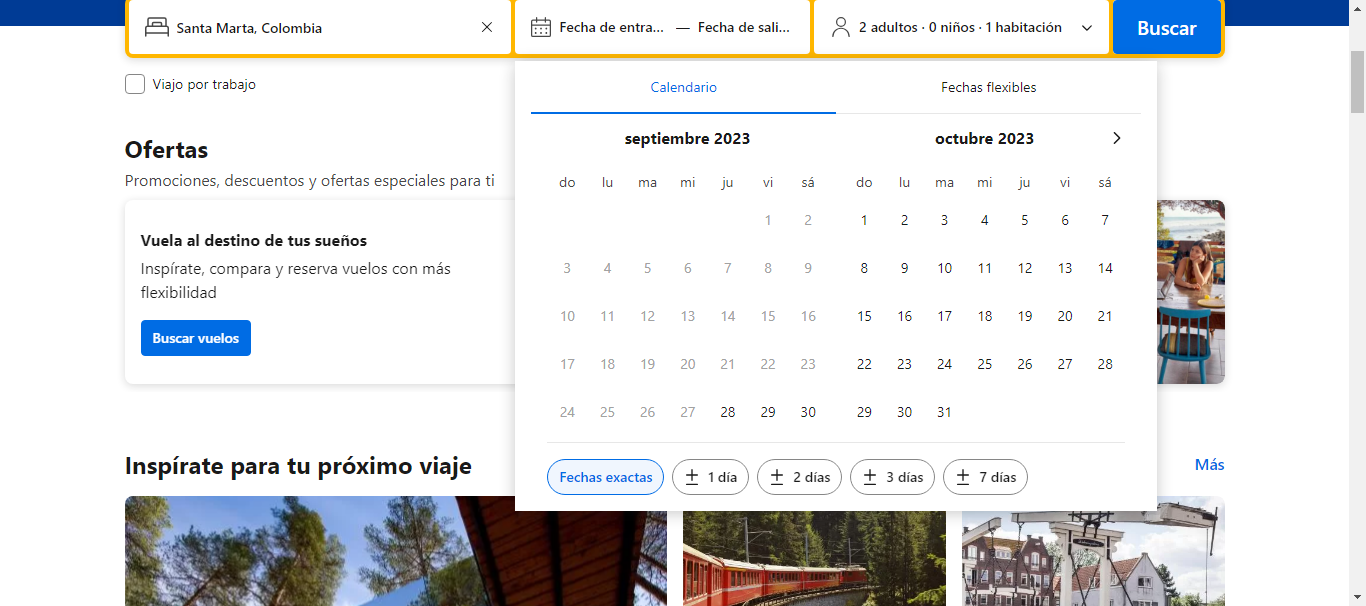 Santa Marta, Colombia
Fecha de entra... — Fecha de sali...
2 adultos · 0 niños · 1 habitación
Buscar
Viajo por trabajo
Calendario
Fechas flexibles
septiembre 2023
do lu ma mi ju vi sá
1 2
3 4 5 6 7 8 9
10 11 12 13 14 15 16
17 18 19 20 21 22 23
24 25 26 27 28 29 30
octubre 2023
do lu ma mi ju vi sá
1 2 3 4 5 6 7
8 9 10 11 12 13 14
15 16 17 18 19 20 21
22 23 24 25 26 27 28
29 30 31
Fechas exactas
± 1 día
± 2 días
± 3 días
± 7 días
Ofertas
Promociones, descuentos y ofertas especiales para ti
Vuela al destino de tus sueños
Inspírate, compara y reserva vuelos con más
flexibilidad
Buscar vuelos
Inspírate para tu próximo viaje
Más